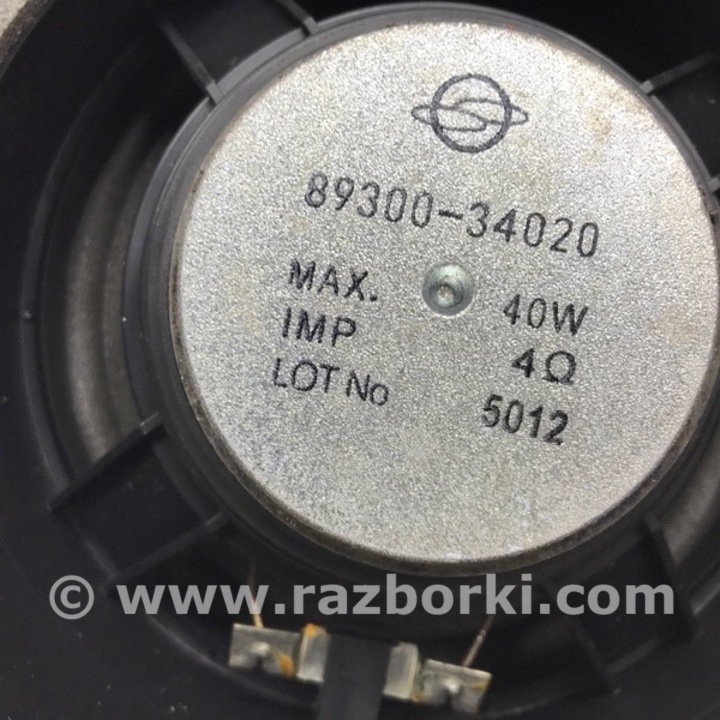 89300-34020
MAX. 40W
IMP 4Ω
LOT No 5012
© www.razborki.com